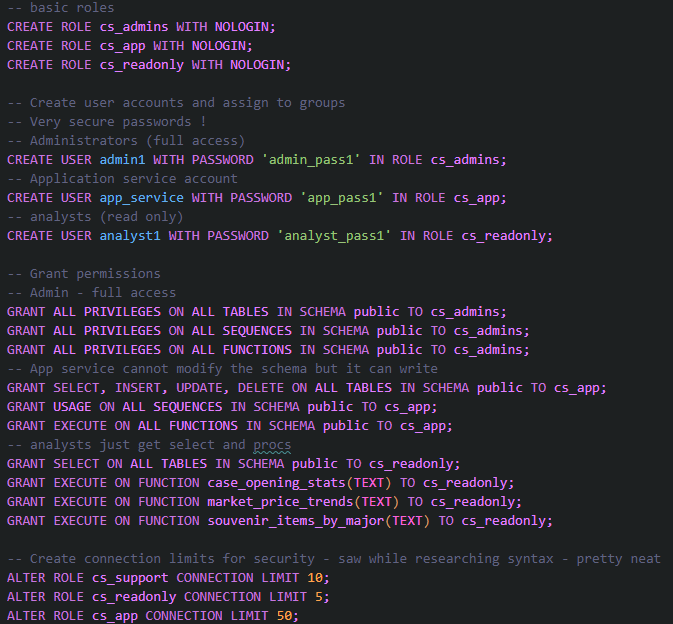 -- basic roles
CREATE ROLE cs_admins WITH NOLOGIN;
CREATE ROLE cs_app WITH NOLOGIN;
CREATE ROLE cs_readonly WITH NOLOGIN;
-- Create user accounts and assign to groups
-- Very secure passwords !
-- Administrators (full access)
CREATE USER admin1 WITH PASSWORD 'admin_pass1' IN ROLE cs_admins;
-- Application service account
CREATE USER app_service WITH PASSWORD 'app_pass1' IN ROLE cs_app;
-- analysts (read only)
CREATE USER analyst1 WITH PASSWORD 'analyst_pass1' IN ROLE cs_readonly;
-- Grant permissions
-- Admin - full access
GRANT ALL PRIVILEGES ON ALL TABLES IN SCHEMA public TO cs_admins;
GRANT ALL PRIVILEGES ON ALL SEQUENCES IN SCHEMA public TO cs_admins;
GRANT ALL PRIVILEGES ON ALL FUNCTIONS IN SCHEMA public TO cs_admins;
-- App service cannot modify the schema but it can write
GRANT SELECT, INSERT, UPDATE, DELETE ON ALL TABLES IN SCHEMA public TO cs_app;
GRANT USAGE ON ALL SEQUENCES IN SCHEMA public TO cs_app;
GRANT EXECUTE ON ALL FUNCTIONS IN SCHEMA public TO cs_app;
-- analysts just get select and procs
GRANT SELECT ON ALL TABLES IN SCHEMA public TO cs_readonly;
GRANT EXECUTE ON FUNCTION case_opening_stats(TEXT) TO cs_readonly;
GRANT EXECUTE ON FUNCTION market_price_trends(TEXT) TO cs_readonly;
GRANT EXECUTE ON FUNCTION souvenir_items_by_major(TEXT) TO cs_readonly;
-- Create connection limits for security - saw while researching syntax - pretty neat
ALTER ROLE cs_support CONNECTION LIMIT 10;
ALTER ROLE cs_readonly CONNECTION LIMIT 5;
ALTER ROLE cs_app CONNECTION LIMIT 50;